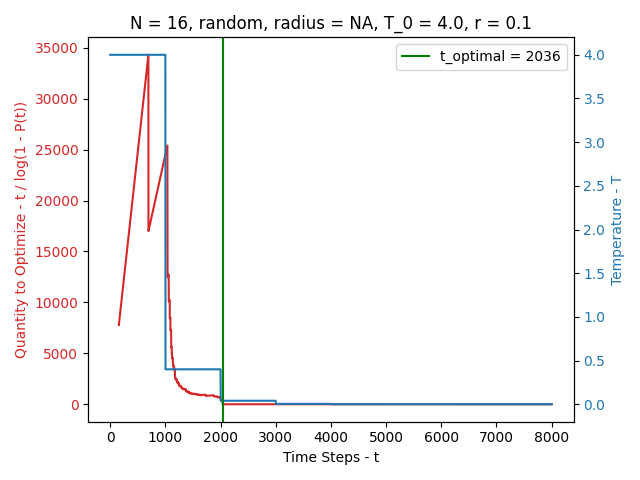 N = 16, random, radius = NA, T_0 = 4.0, r = 0.1
t_optimal = 2036
Quantity to Optimize - t / log(1 - P(t))
35000
30000
25000
20000
15000
10000
5000
0
4.0
3.5
3.0
2.5
2.0
1.5
1.0
0.5
0.0
Temperature - T
0 1000 2000 3000 4000 5000 6000 7000 8000
Time Steps - t